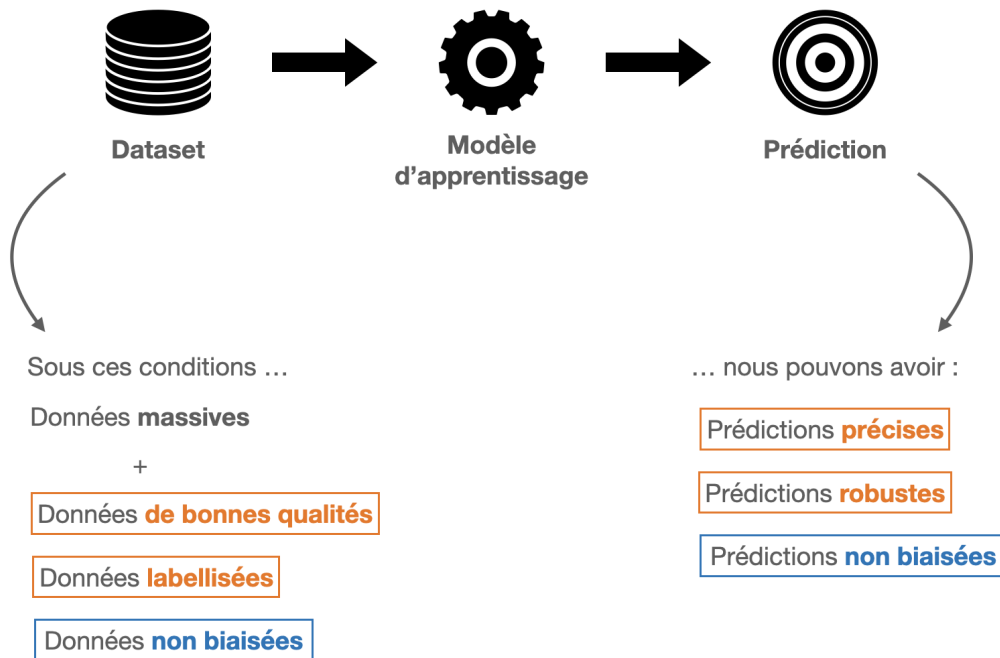 Dataset
Modèle
d’apprentissage
Prédiction
Sous ces conditions …
Données massives
+
Données de bonnes qualités
Données labellisées
Données non biaisées
… nous pouvons avoir :
Prédictions précises
Prédictions robustes
Prédictions non biaisées